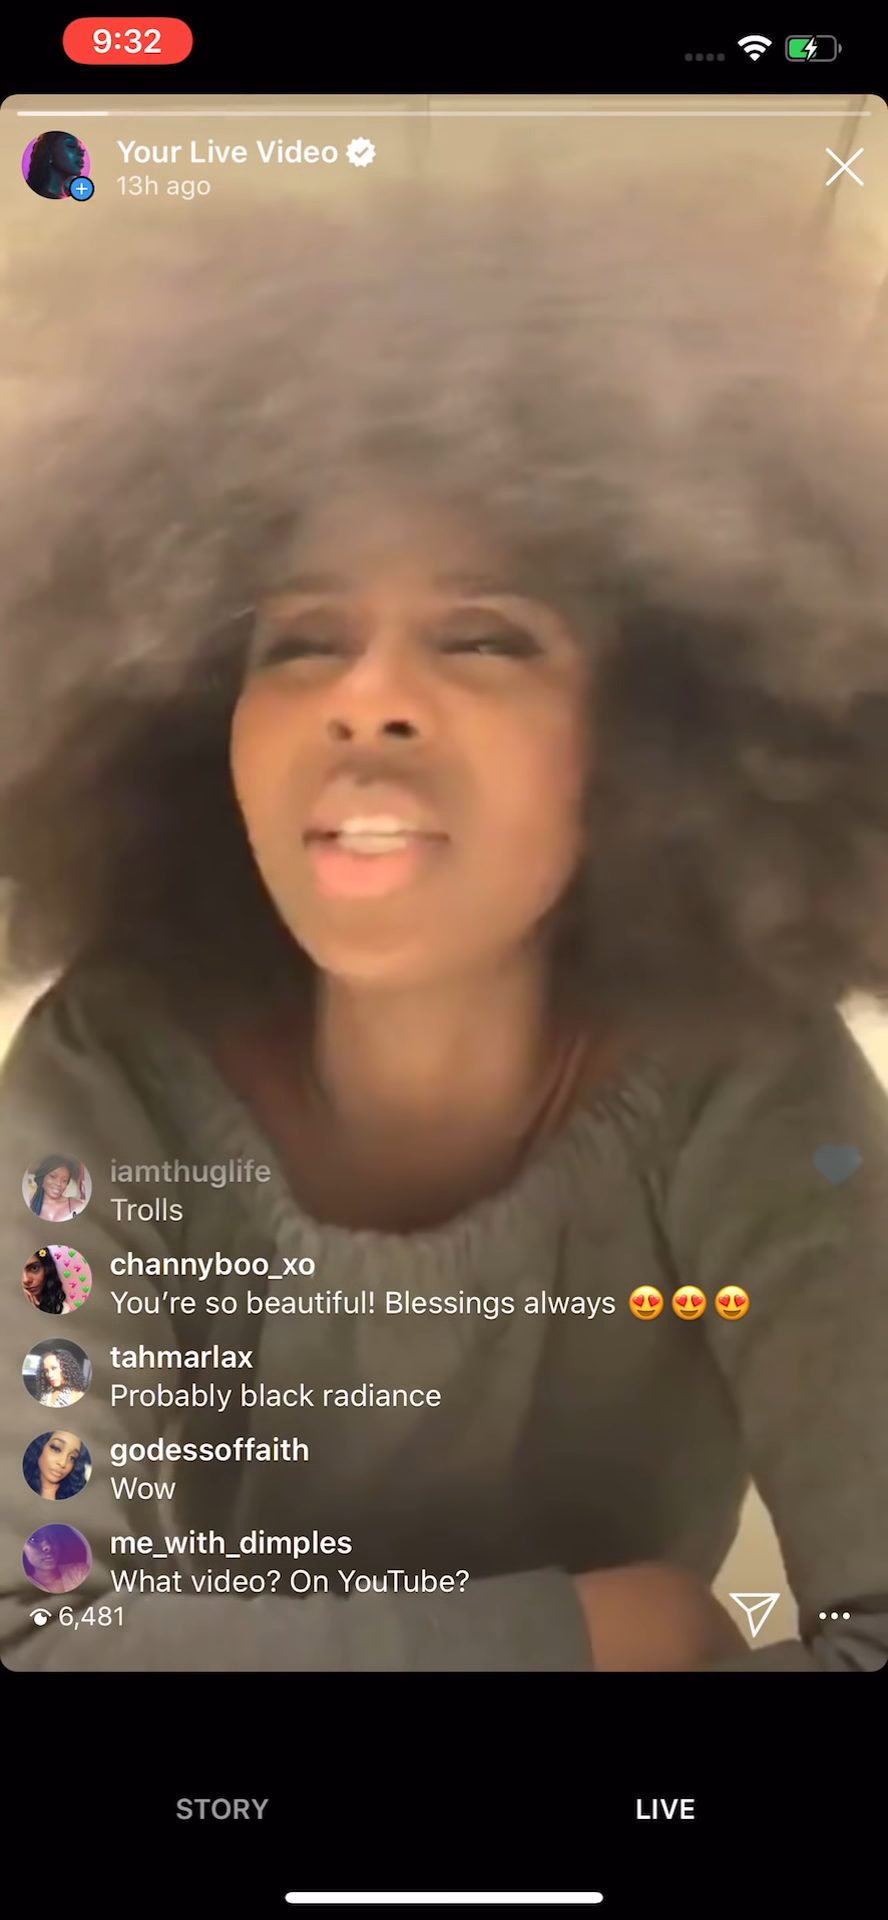 9:32
Your Live Video
13h ago
iamthuglife
Trolls
channyboo_xo
You’re so beautiful! Blessings always 😍😍😍
tahmarlax
Probably black radiance
godessoffaith
Wow
me_with_dimples
What video? On YouTube?
6,481
STORY
LIVE